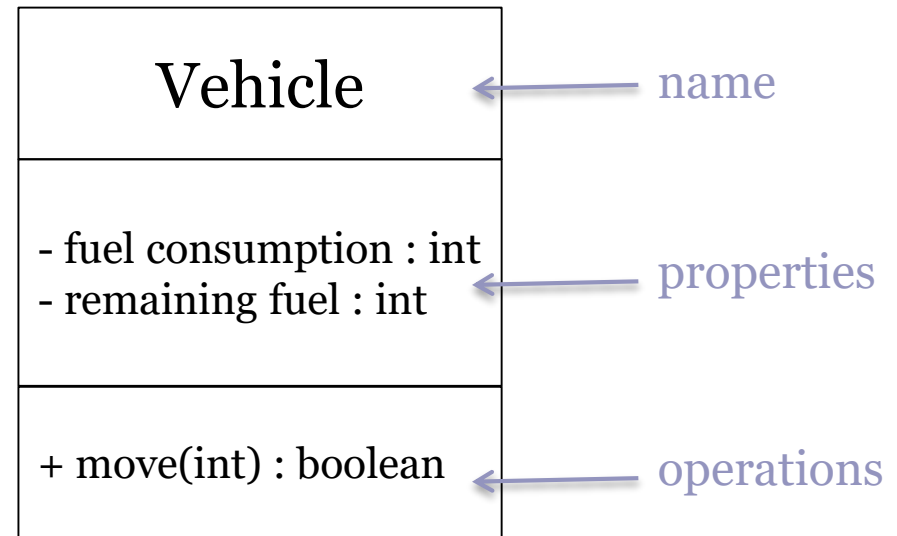 Vehicle
name
- fuel consumption : int
- remaining fuel : int
properties
+ move(int) : boolean
operations